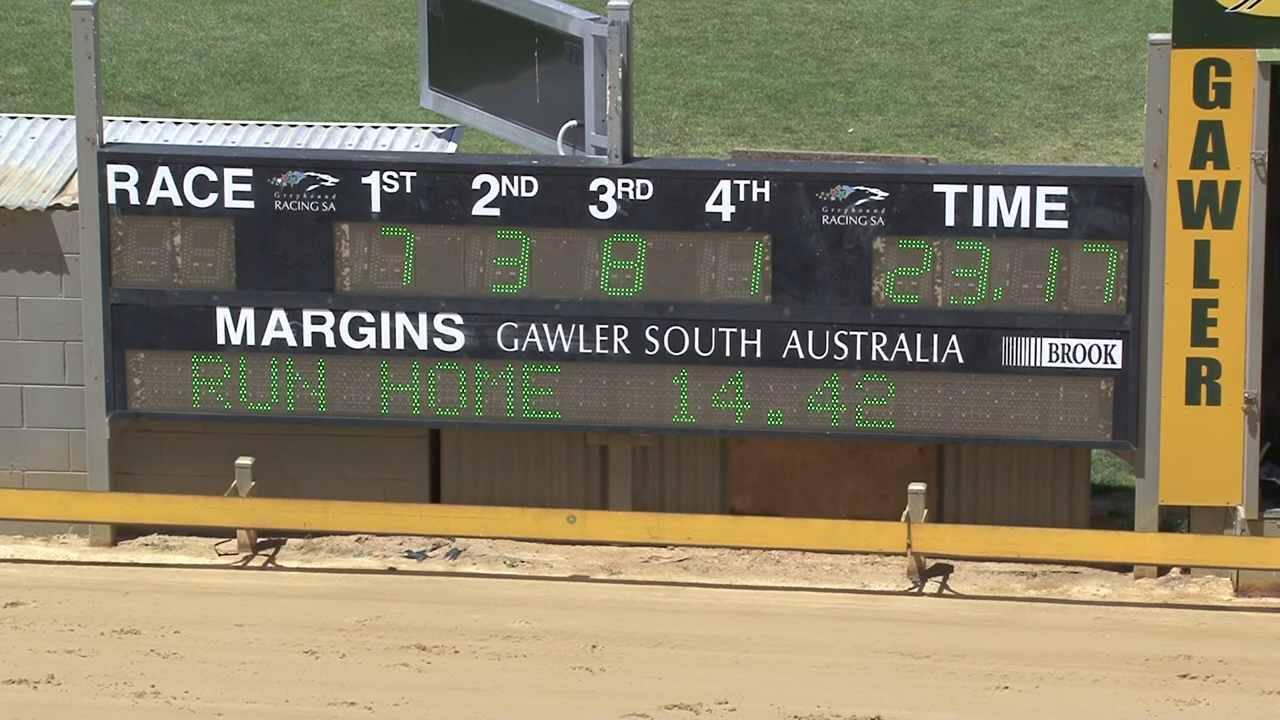 RACE 1ST 2ND 3RD 4TH TIME
Greyhound RACING SA
Greyhound RACING SA
7 3 8 1 23.17
MARGINS GAWLER SOUTH AUSTRALIA BROOK
RUN HOME 14.42
GAWLER